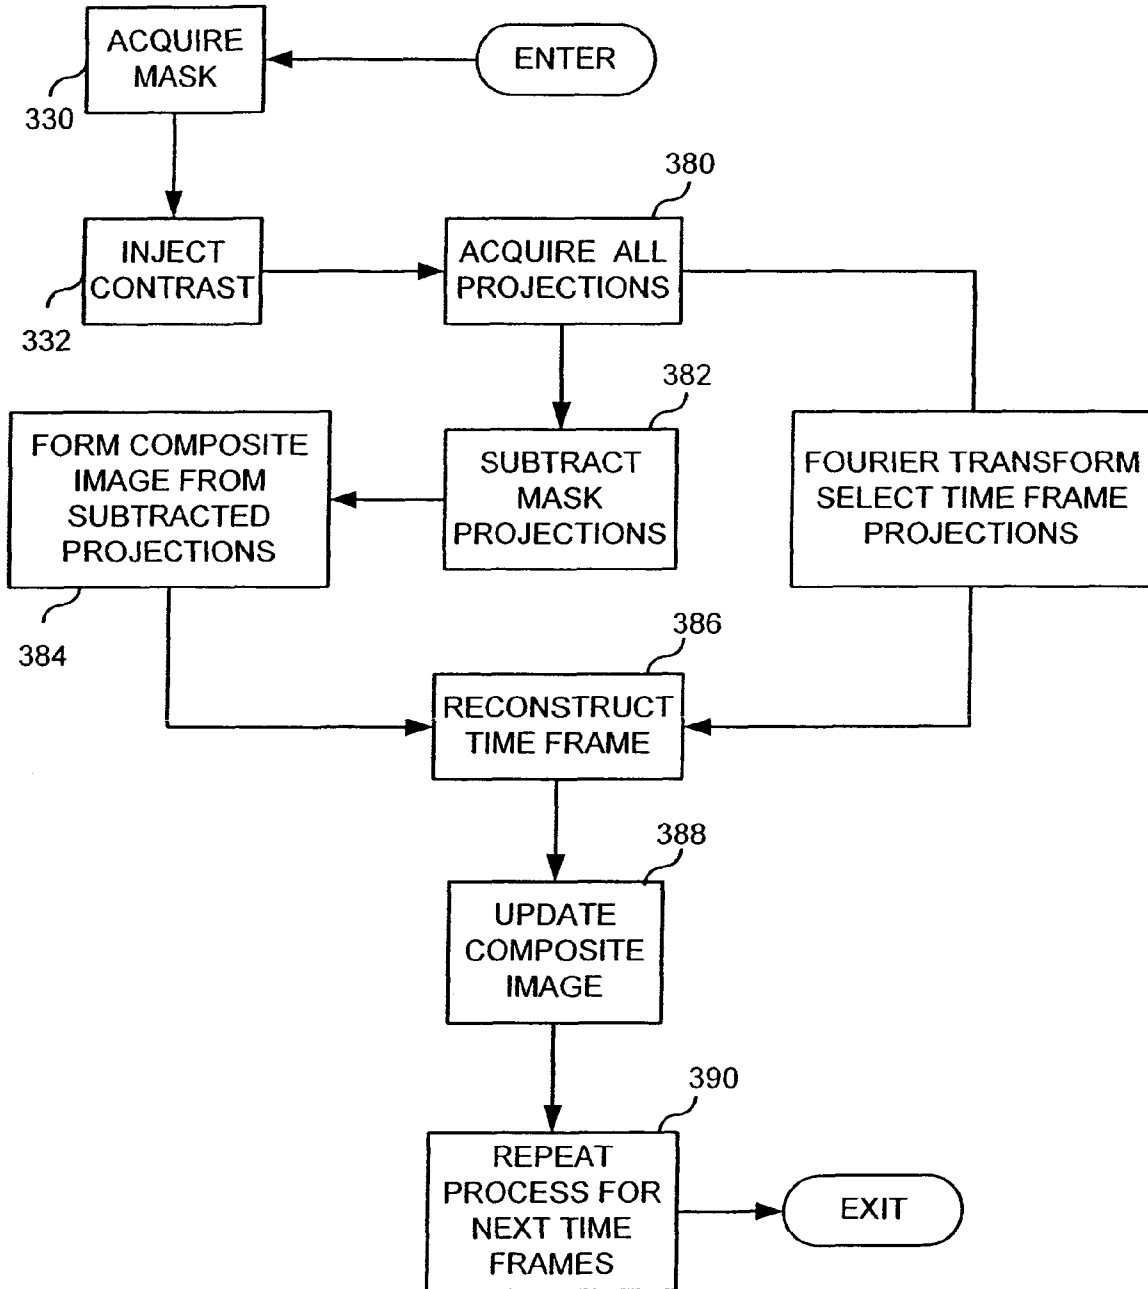 ACQUIRE
MASK
ENTER
330
380
INJECT
CONTRAST
ACQUIRE ALL
PROJECTIONS
332
382
FORM COMPOSITE
IMAGE FROM
SUBTRACTED
PROJECTIONS
SUBTRACT
MASK
PROJECTIONS
FOURIER TRANSFORM
SELECT TIME FRAME
PROJECTIONS
384
386
RECONSTRUCT
TIME FRAME
388
UPDATE
COMPOSITE
IMAGE
390
REPEAT
PROCESS FOR
NEXT TIME
FRAMES
EXIT